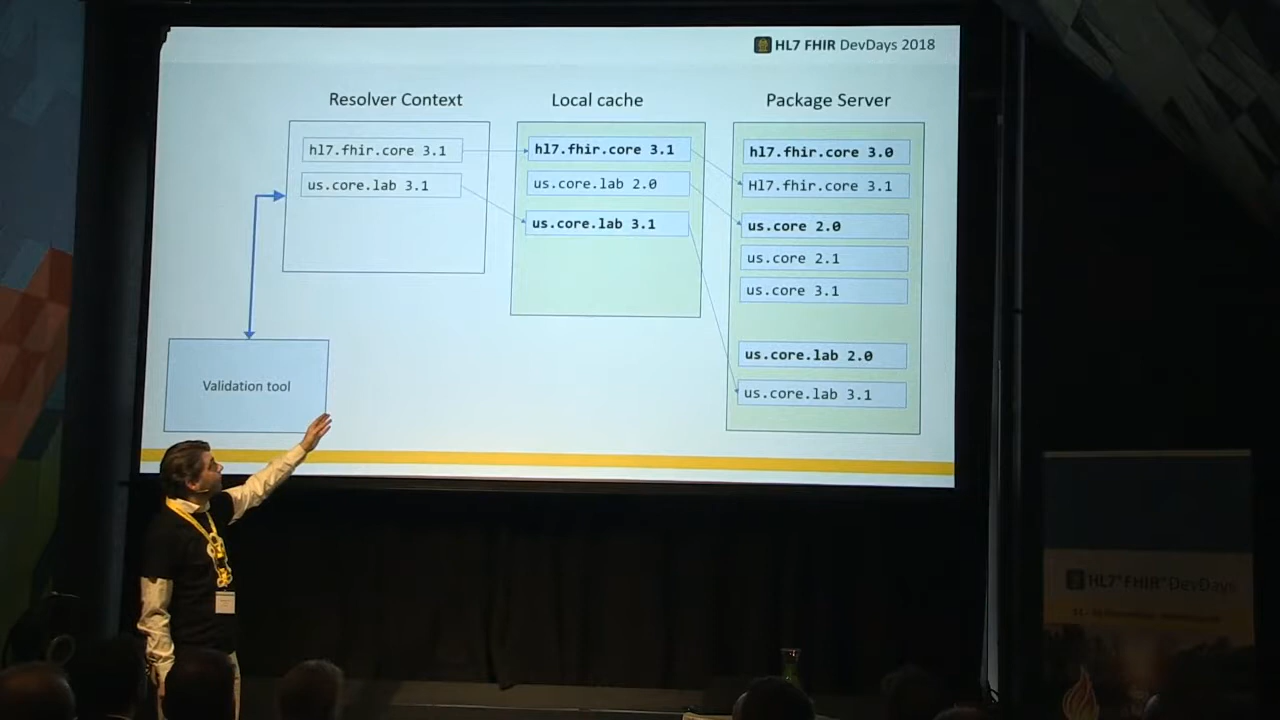 HL7 FHIR DevDays 2018
Resolver Context
hl7.fhir.core 3.1
us.core.lab 3.1
Local cache
hl7.fhir.core 3.1
us.core.lab 2.0
us.core.lab 3.1
Package Server
hl7.fhir.core 3.0
Hl7.fhir.core 3.1
us.core 2.0
us.core 2.1
us.core 3.1
us.core.lab 2.0
us.core.lab 3.1
Validation tool
HL7 FHIR DevDays